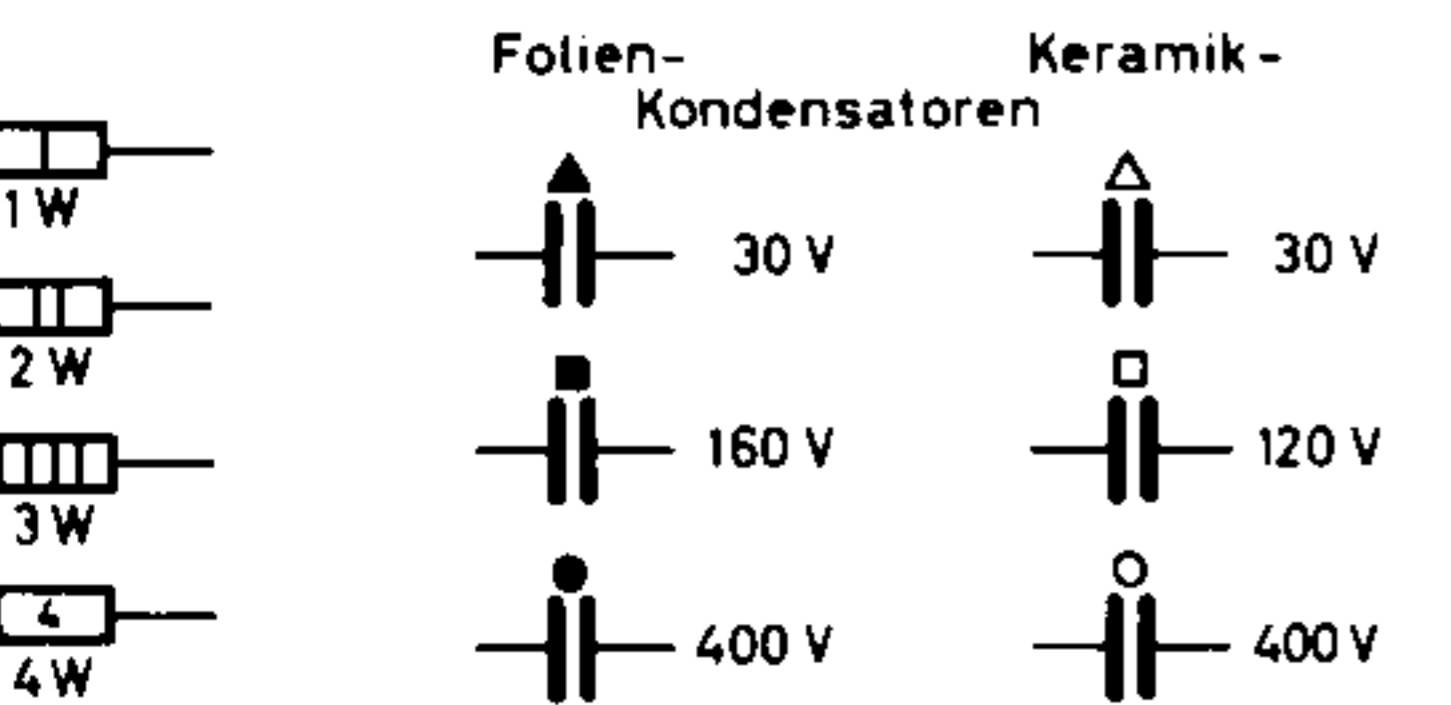 Folien- Keramik-
Kondensatoren
1 W
30 V 30 V
2 W
160 V 120 V
3 W
4
400 V 400 V
4 W